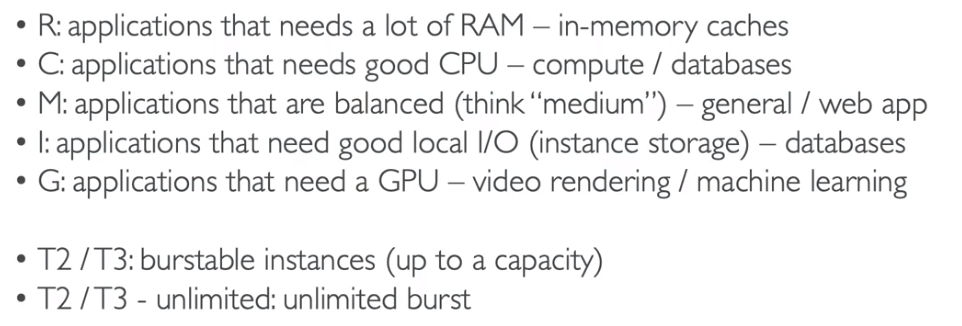 • R: applications that needs a lot of RAM – in-memory caches
• C: applications that needs good CPU – compute / databases
• M: applications that are balanced (think “medium”) – general / web app
• I: applications that need good local I/O (instance storage) – databases
• G: applications that need a GPU – video rendering / machine learning
• T2 / T3: burstable instances (up to a capacity)
• T2 / T3 - unlimited: unlimited burst